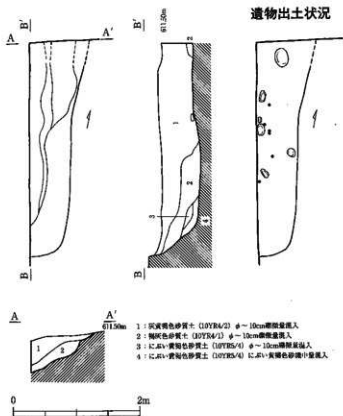 遺物出土状況
A A'
B' B'
611.50m
2
1
2
3
4
B B
A A'
611.50m
1 2
1：灰黄褐色砂質土（10YR4/2）φ～10cm礫微量混入
2：褐灰色砂質土（10YR4/1）φ～10cm礫微量混入
3：にぶい黄褐色砂質土（10YR5/4）φ～10cm礫微量混入
4：にぶい黄褐色砂質土（10YR5/4）にぶい黄褐色砂礫中量混入
0 2m